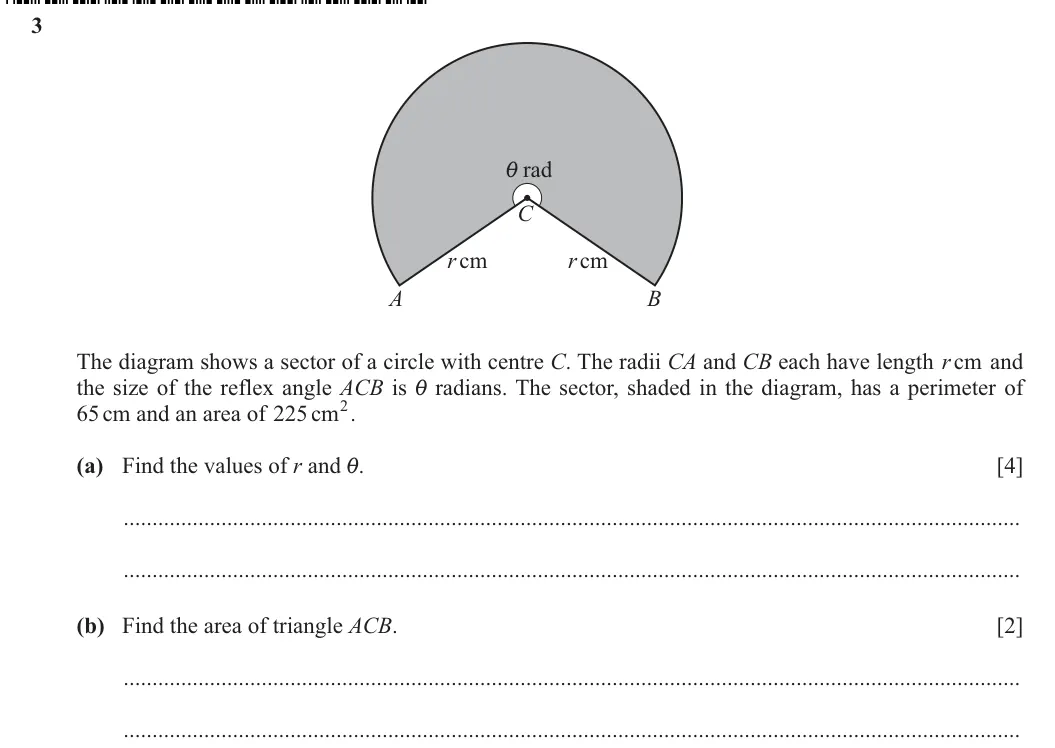 3
θ rad
C
r cm
r cm
A
B
The diagram shows a sector of a circle with centre C. The radii CA and CB each have length r cm and
the size of the reflex angle ACB is θ radians. The sector, shaded in the diagram, has a perimeter of
65 cm and an area of 225 cm².
(a) Find the values of r and θ. [4]
(b) Find the area of triangle ACB. [2]